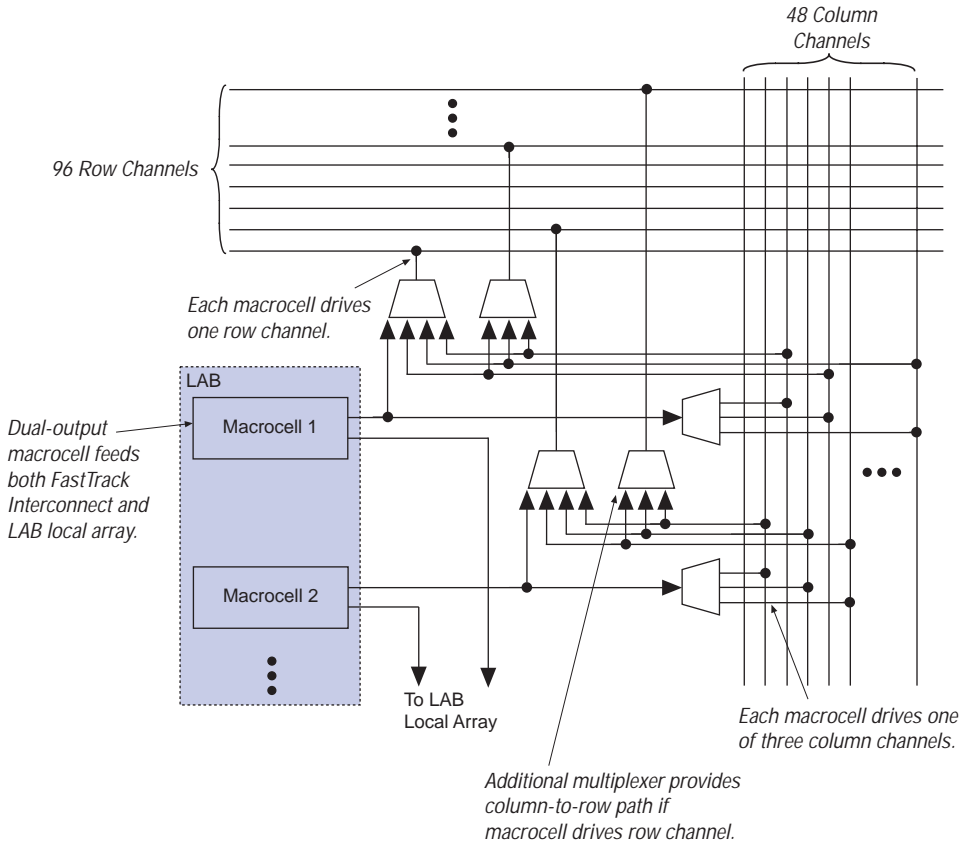 48 Column
Channels
96 Row Channels
Each macrocell drives
one row channel.
LAB
Macrocell 1
Dual-output
macrocell feeds
both FastTrack
Interconnect and
LAB local array.
Macrocell 2
To LAB
Local Array
Each macrocell drives one
of three column channels.
Additional multiplexer provides
column-to-row path if
macrocell drives row channel.